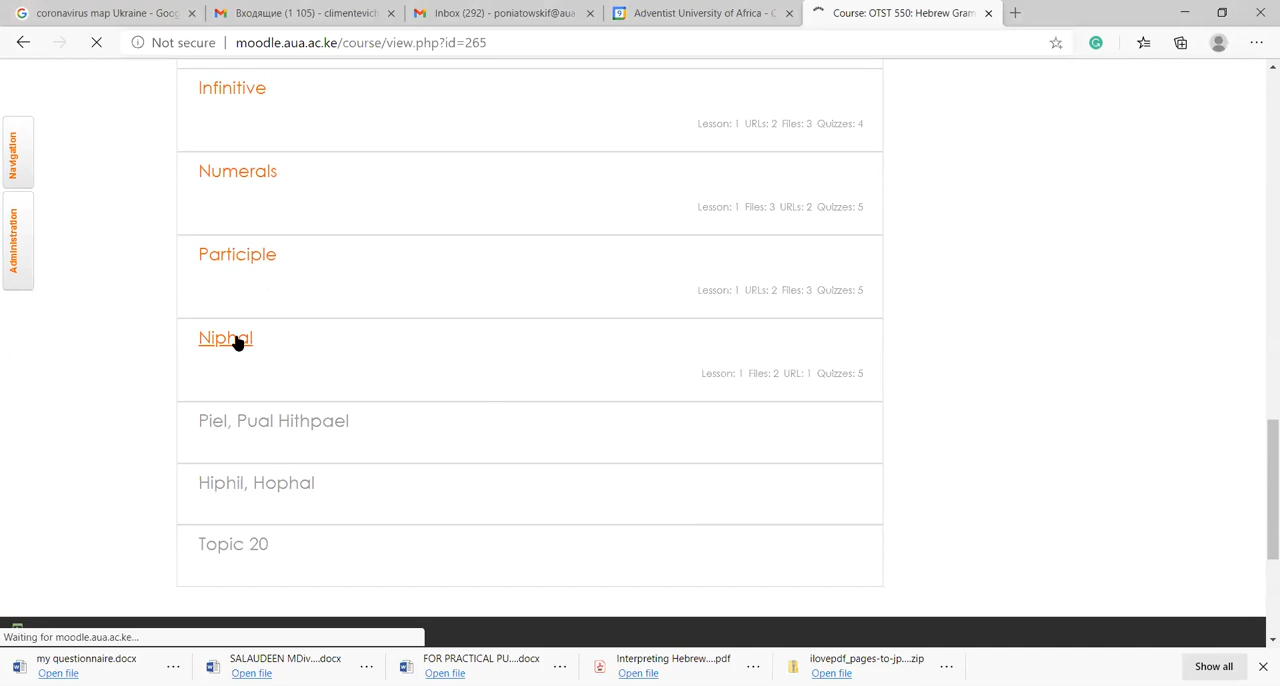 coronavirus map Ukraine - Goog
Входящие (1 105) - climentevich
Inbox (292) - poniatowskif@aua
Adventist University of Africa - C
Course: OTST 550: Hebrew Gram
Not secure
moodle.aua.ac.ke/course/view.php?id=265
Navigation
Administration
Infinitive
Lesson: 1 URLs: 2 Files: 3 Quizzes: 4
Numerals
Lesson: 1 Files: 3 URLs: 2 Quizzes: 5
Participle
Lesson: 1 URLs: 2 Files: 3 Quizzes: 5
Niphal
Lesson: 1 Files: 2 URL: 1 Quizzes: 5
Piel, Pual Hithpael
Hiphil, Hophal
Topic 20
Waiting for moodle.aua.ac.ke...
my questionnaire.docx
Open file
SALAUDEEN MDiv....docx
Open file
FOR PRACTICAL PU....docx
Open file
Interpreting Hebrew....pdf
Open file
ilovepdf_pages-to-jp....zip
Open file
Show all